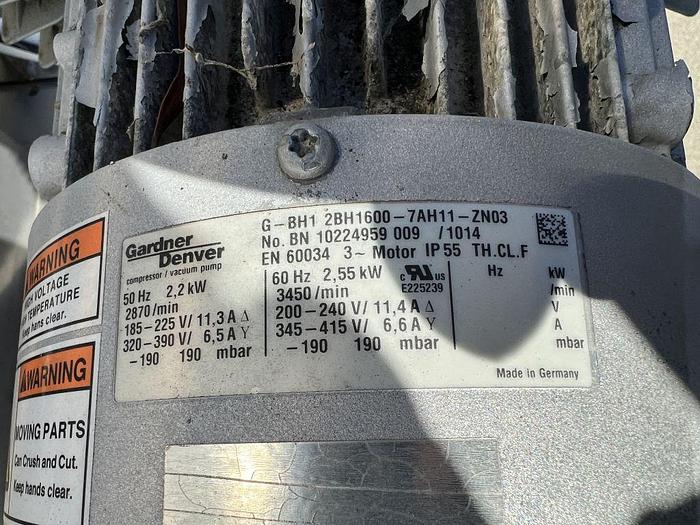 G-BH1 2BH1600-7AH11-ZN03
No. BN 10224959 009 /1014
EN 60034 3~ Motor IP 55 TH.CL.F
Gardner
Denver
compressor / vacuum pump
50 Hz 2,2 kW
2870 /min
185-225 V/ 11,3 A Δ
320-390 V/ 6,5 A Y
-190 190 mbar
60 Hz 2,55 kW
3450 /min
200-240 V/ 11,4 A Δ
345-415 V/ 6,6 A Y
-190 190 mbar
c RU us
E225239
Hz kW
/min
V
A
mbar
Made in Germany
WARNING
VOLTAGE
TEMPERATURE
Keep hands clear.
WARNING
MOVING PARTS
Can Crush and Cut.
Keep hands clear.